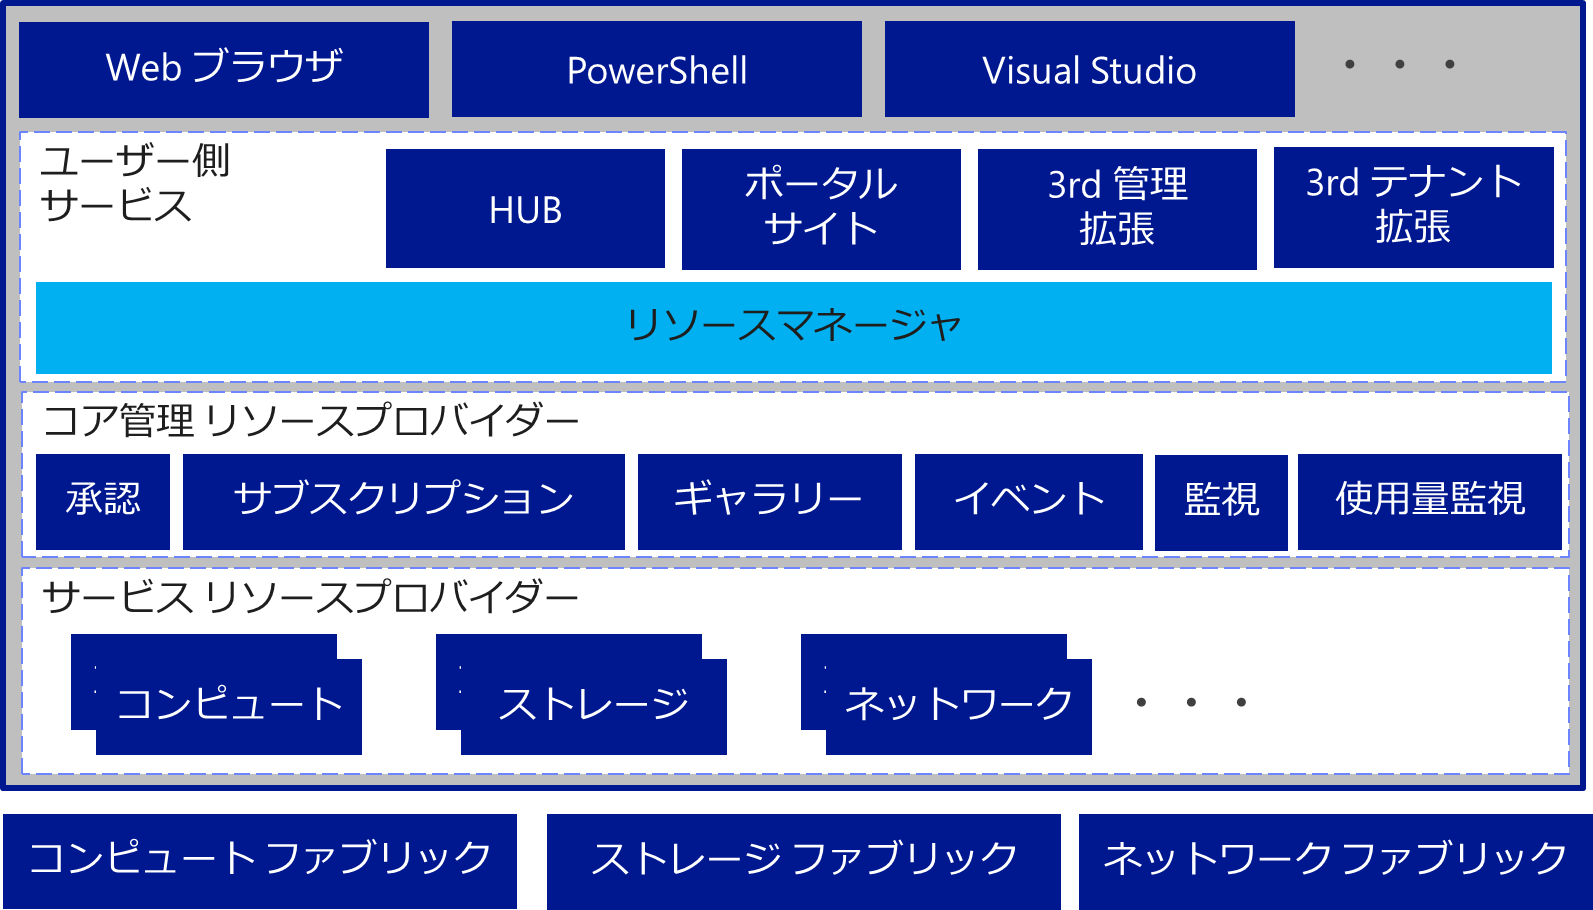 Web ブラウザ
PowerShell
Visual Studio
・・・
ユーザー側
サービス
HUB
ポータル
サイト
3rd 管理
拡張
3rd テナント
拡張
リソースマネージャ
コア管理 リソースプロバイダー
承認
サブスクリプション
ギャラリー
イベント
監視
使用量監視
サービス リソースプロバイダー
コンピュート
ストレージ
ネットワーク
・・・
コンピュート ファブリック
ストレージ ファブリック
ネットワーク ファブリック